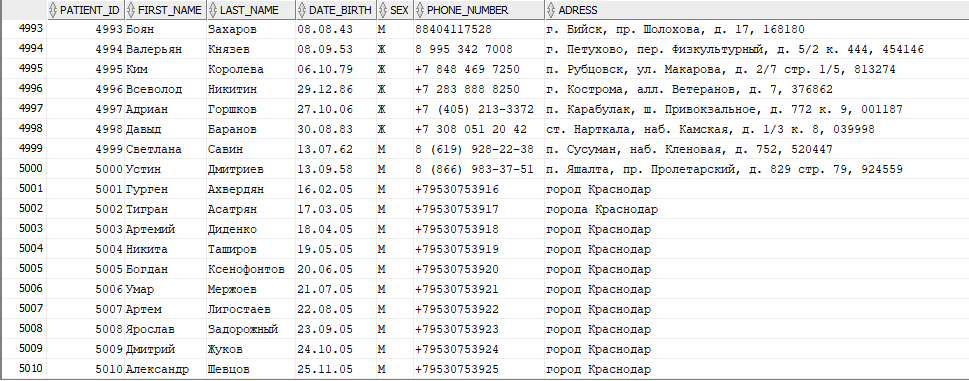 PATIENT_ID FIRST_NAME LAST_NAME DATE_BIRTH SEX PHONE_NUMBER ADRESS
4993 4993 Воян Захаров 08.08.43 М 88404117528 г. Бийск, пр. Шолохова, д. 17, 168180
4994 4994 Валерьян Князев 08.09.53 Ж 8 995 342 7008 г. Петухово, пер. Физкультурный, д. 5/2 к. 444, 454146
4995 4995 Ким Королева 06.10.79 Ж +7 848 469 7250 п. Рубцовск, ул. Макарова, д. 2/7 стр. 1/5, 813274
4996 4996 Всеволод Никитин 29.12.86 Ж +7 283 888 8250 г. Кострома, алл. Ветеранов, д. 7, 376862
4997 4997 Адриан Горшков 27.10.06 Ж +7 (405) 213-3372 п. Карабулак, ш. Привокзальное, д. 772 к. 9, 001187
4998 4998 Давыд Баранов 30.08.83 Ж +7 308 051 20 42 ст. Нарткала, наб. Камская, д. 1/3 к. 8, 039998
4999 4999 Светлана Савин 13.07.62 М 8 (619) 928-22-38 п. Сусуман, наб. Кленовая, д. 752, 520447
5000 5000 Устин Дмитриев 13.09.58 М 8 (866) 983-37-51 п. Яшалта, пр. Пролетарский, д. 829 стр. 79, 924559
5001 5001 Гурген Ахвердян 16.02.05 М +79530753916 город Краснодар
5002 5002 Тигран Асатрян 17.03.05 М +79530753917 города Краснодар
5003 5003 Артемий Диденко 18.04.05 М +79530753918 город Краснодар
5004 5004 Никита Таширов 19.05.05 М +79530753919 город Краснодар
5005 5005 Богдан Ксенофонтов 20.06.05 М +79530753920 город Краснодар
5006 5006 Умар Мержоев 21.07.05 М +79530753921 город Краснодар
5007 5007 Артем Лигостаев 22.08.05 М +79530753922 город Краснодар
5008 5008 Ярослав Задорожный 23.09.05 М +79530753923 город Краснодар
5009 5009 Дмитрий Жуков 24.10.05 М +79530753924 город Краснодар
5010 5010 Александр Шевцов 25.11.05 М +79530753925 город Краснодар